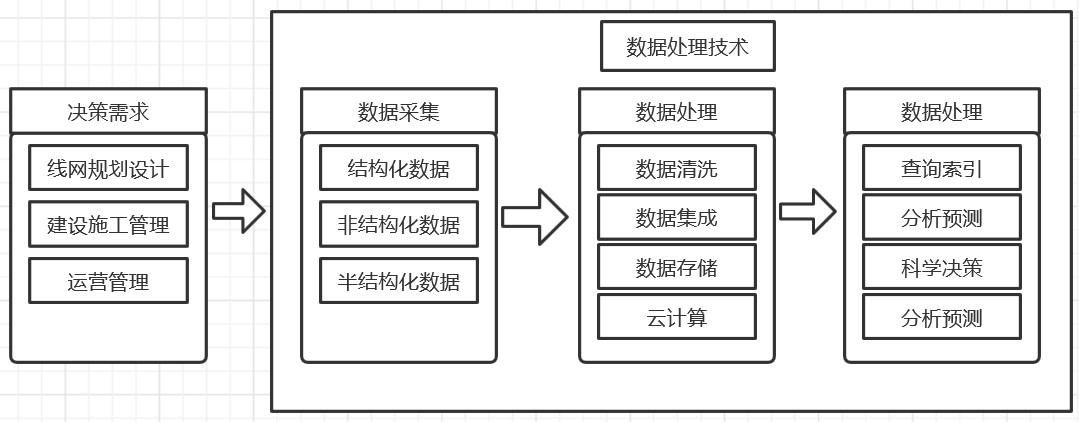 数据处理技术
决策需求
线网规划设计
建设施工管理
运营管理
数据采集
结构化数据
非结构化数据
半结构化数据
数据处理
数据清洗
数据集成
数据存储
云计算
数据处理
查询索引
分析预测
科学决策
分析预测